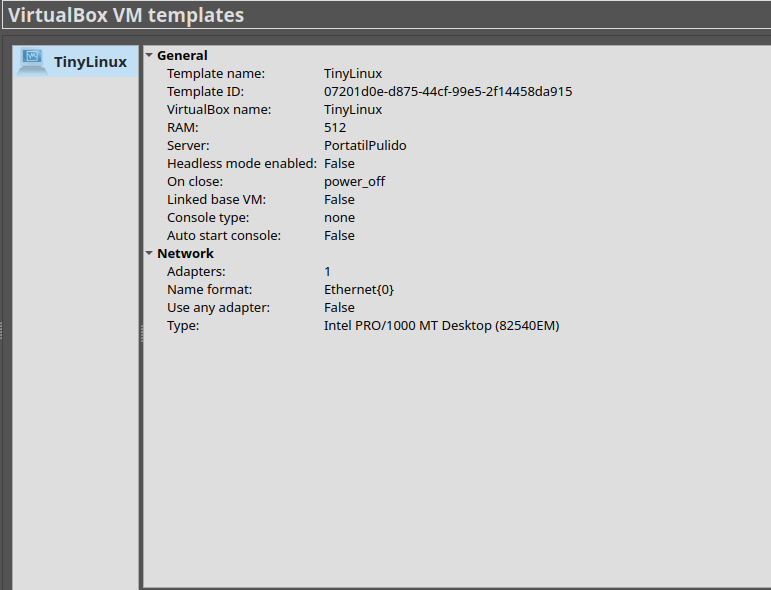 VirtualBox VM templates
TinyLinux
General
Template name: TinyLinux
Template ID: 07201d0e-d875-44cf-99e5-2f14458da915
VirtualBox name: TinyLinux
RAM: 512
Server: PortatilPulido
Headless mode enabled: False
On close: power_off
Linked base VM: False
Console type: none
Auto start console: False
Network
Adapters: 1
Name format: Ethernet{0}
Use any adapter: False
Type: Intel PRO/1000 MT Desktop (82540EM)